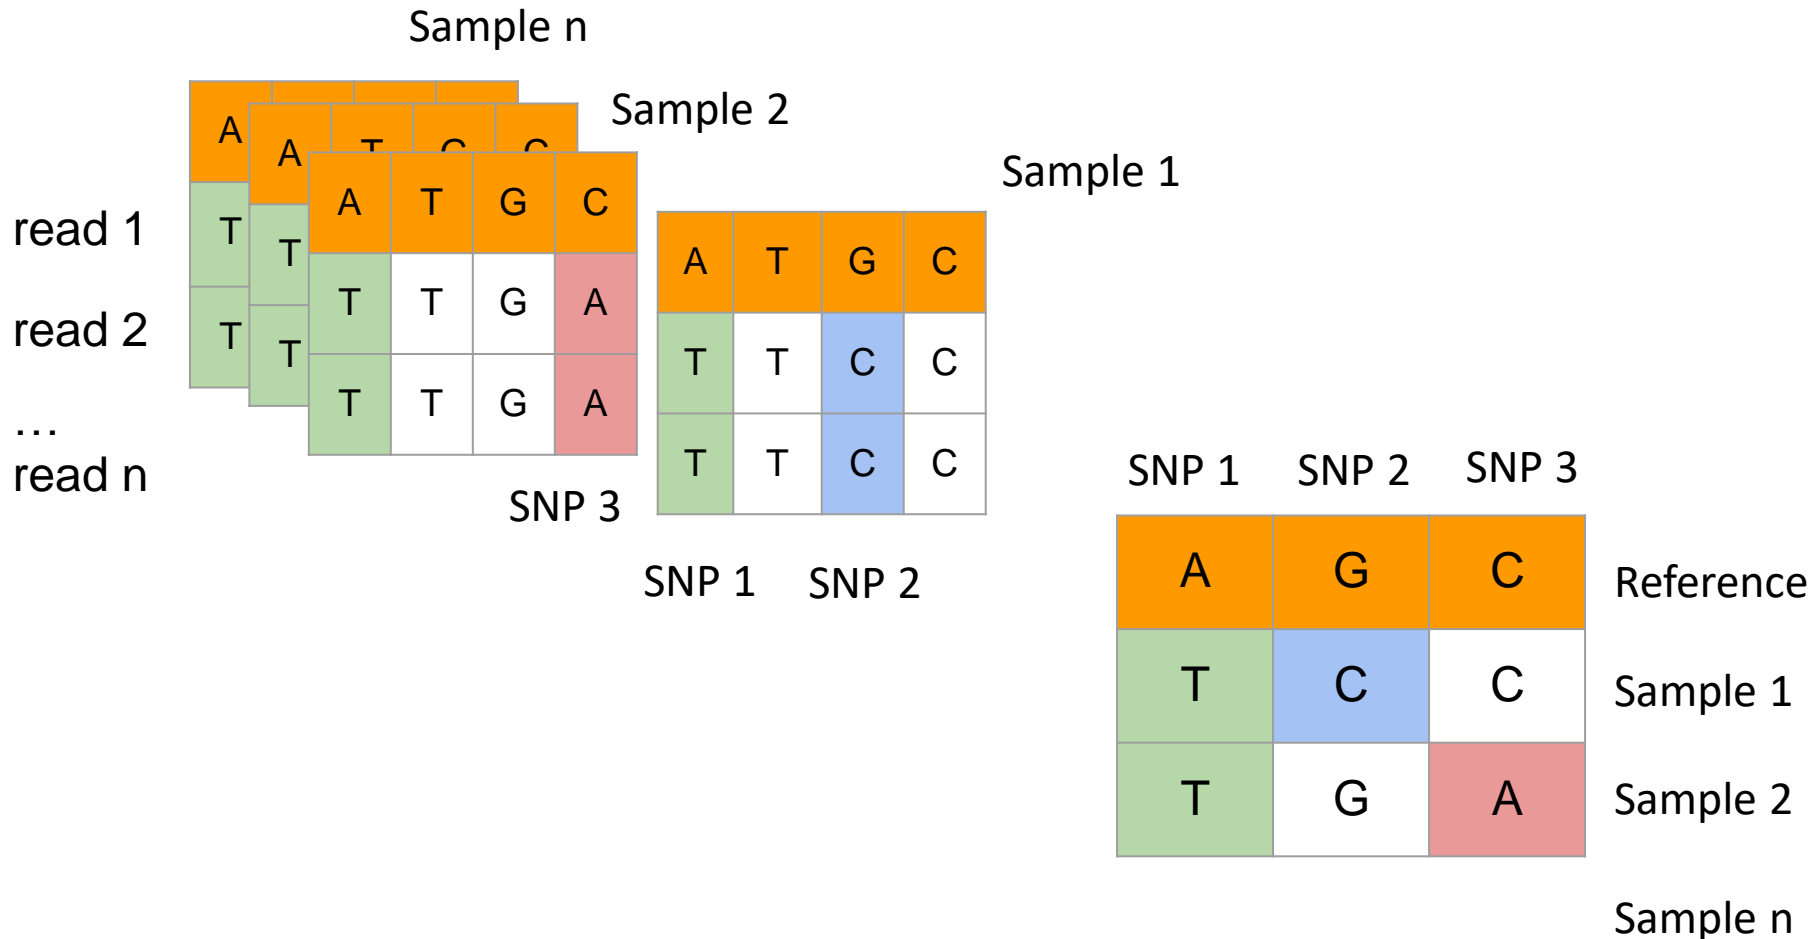 Sample n
Sample 2
Sample 1
read 1
read 2
...
read n
A
T
T
A T
T
T
A T G C
T T G A
T T G A
SNP 3
A T G C
T T C C
T T C C
SNP 1 SNP 2
SNP 1 SNP 2 SNP 3
A G C Reference
T C C Sample 1
T G A Sample 2
Sample n